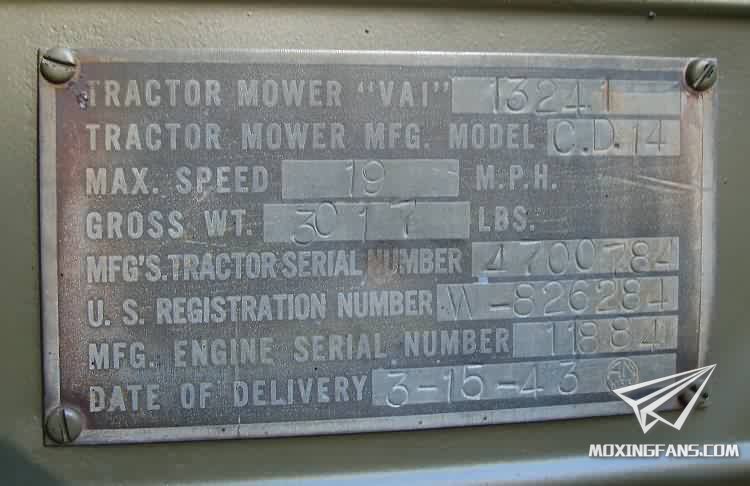 TRACTOR MOWER "VAI" 13241
TRACTOR MOWER MFG. MODEL C.D.14
MAX. SPEED 19 M.P.H.
GROSS WT. 3017 LBS.
MFG'S. TRACTOR SERIAL NUMBER 4700784
U. S. REGISTRATION NUMBER W-826284
MFG. ENGINE SERIAL NUMBER 11884
DATE OF DELIVERY 3-15-43
MOXINGFANS.COM